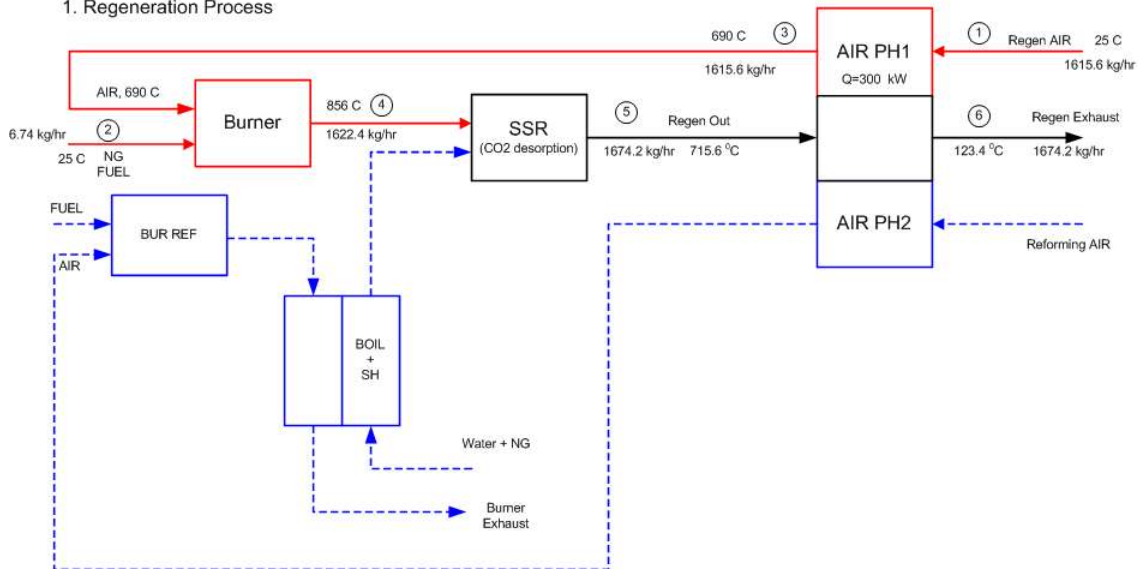 1. Regeneration Process
690 C
3
AIR PH1
1
Regen AIR
25 C
1615.6 kg/hr
Q=300 kW
1615.6 kg/hr
AIR, 690 C
Burner
856 C
4
1622.4 kg/hr
6.74 kg/hr
2
25 C
NG
FUEL
SSR
(CO2 desorption)
5
Regen Out
1674.2 kg/hr
715.6 ⁰C
6
Regen Exhaust
123.4 ⁰C
1674.2 kg/hr
FUEL
BUR REF
AIR
AIR PH2
Reforming AIR
BOIL
+
SH
Water + NG
Burner
Exhaust